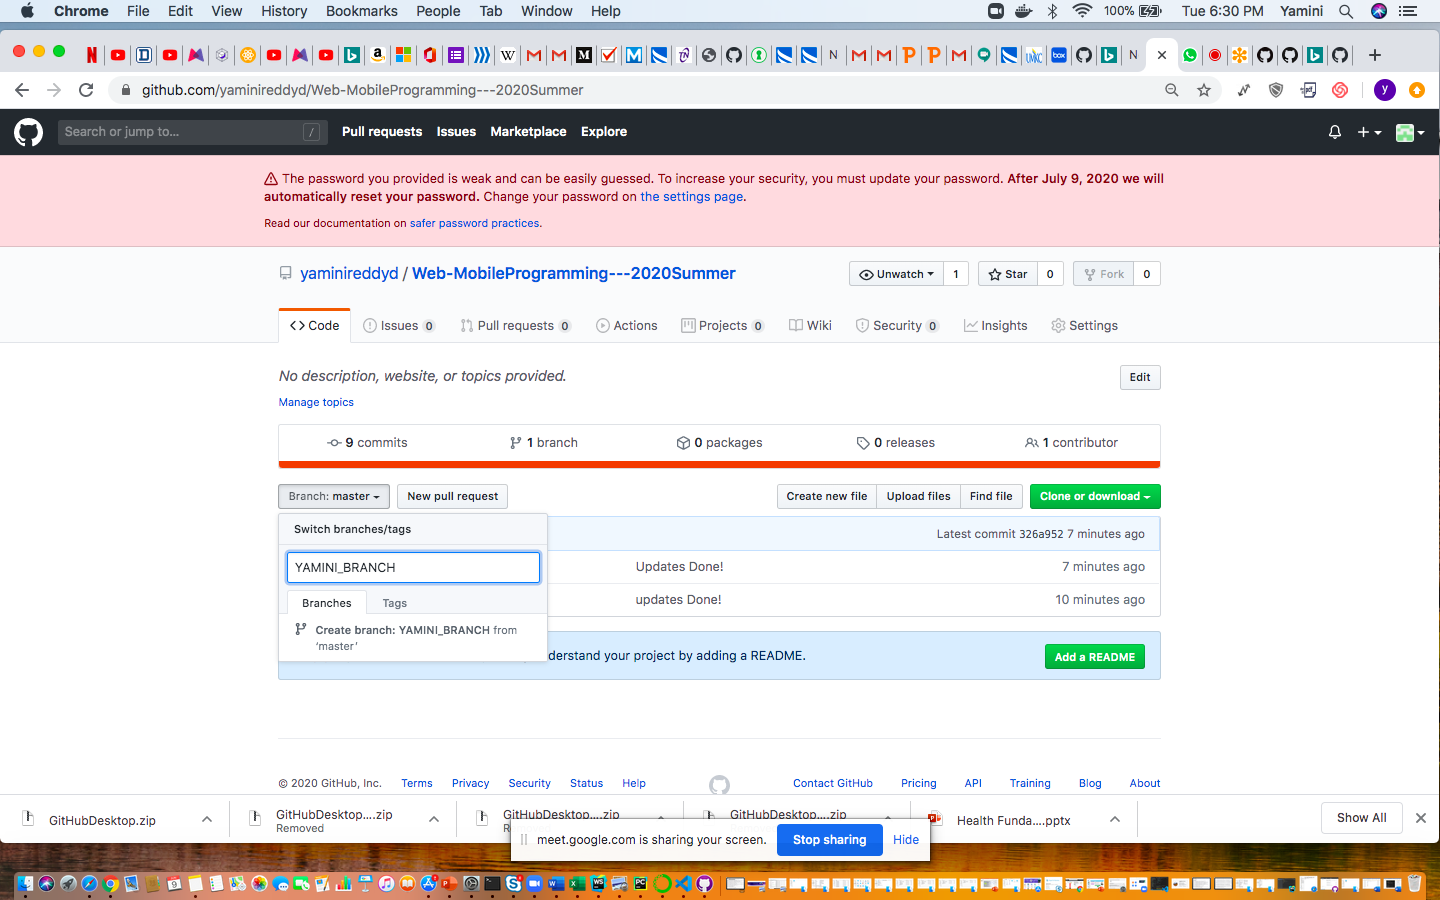 Chrome File Edit View History Bookmarks People Tab Window Help 100% Tue 6:30 PM Yamini
github.com/yaminireddyd/Web-MobileProgramming---2020Summer
Search or jump to... / Pull requests Issues Marketplace Explore
The password you provided is weak and can be easily guessed. To increase your security, you must update your password. After July 9, 2020 we will
automatically reset your password. Change your password on the settings page.
Read our documentation on safer password practices.
yaminireddyd / Web-MobileProgramming---2020Summer
Unwatch 1 Star 0 Fork 0
Code Issues 0 Pull requests 0 Actions Projects 0 Wiki Security 0 Insights Settings
No description, website, or topics provided.
Edit
Manage topics
9 commits 1 branch 0 packages 0 releases 1 contributor
Branch: master New pull request Create new file Upload files Find file Clone or download
Switch branches/tags
Latest commit 326a952 7 minutes ago
YAMINI_BRANCH
Updates Done! 7 minutes ago
Branches Tags
updates Done! 10 minutes ago
Create branch: YAMINI_BRANCH from
'master'
derstand your project by adding a README.
Add a README
© 2020 GitHub, Inc. Terms Privacy Security Status Help Contact GitHub Pricing API Training Blog About
GitHubDesktop.zip
GitHubDesktop....zip
Removed
GitHubDesktop....zip
GitHubDesktop....zip
Health Funda....pptx
Show All
meet.google.com is sharing your screen. Stop sharing Hide